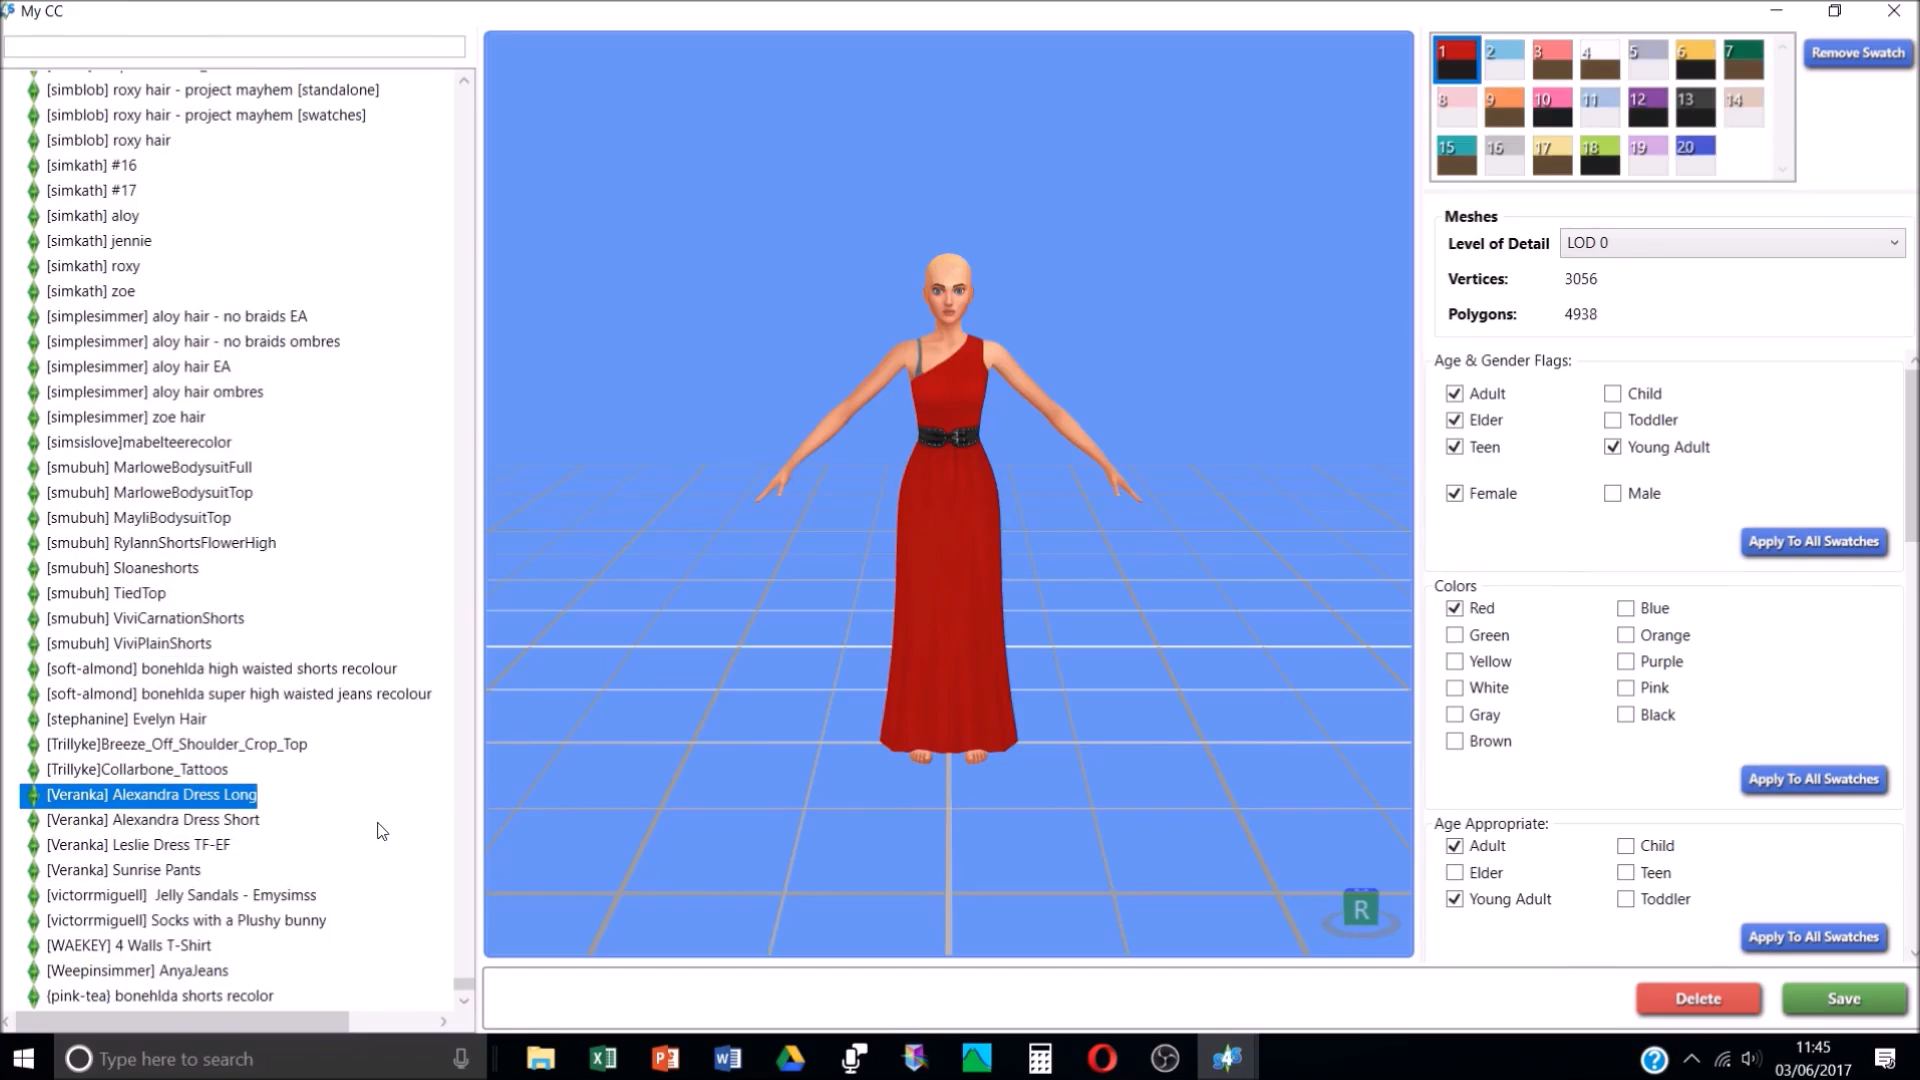 My CC
[simblob] roxy hair - project mayhem [standalone]
[simblob] roxy hair - project mayhem [swatches]
[simblob] roxy hair
[simkath] #16
[simkath] #17
[simkath] aloy
[simkath] jennie
[simkath] roxy
[simkath] zoe
[simplesimmer] aloy hair - no braids EA
[simplesimmer] aloy hair - no braids ombres
[simplesimmer] aloy hair EA
[simplesimmer] aloy hair ombres
[simplesimmer] zoe hair
[simsislove]mabelteerecolor
[smubuh] MarloweBodysuitFull
[smubuh] MarloweBodysuitTop
[smubuh] MayliBodysuitTop
[smubuh] RylannShortsFlowerHigh
[smubuh] Sloaneshorts
[smubuh] TiedTop
[smubuh] ViviCarnationShorts
[smubuh] ViviPlainShorts
[soft-almond] bonehlda high waisted shorts recolour
[soft-almond] bonehlda super high waisted jeans recolour
[stephanine] Evelyn Hair
[Trillyke]Breeze_Off_Shoulder_Crop_Top
[Trillyke]Collarbone_Tattoos
[Veranka] Alexandra Dress Long
[Veranka] Alexandra Dress Short
[Veranka] Leslie Dress TF-EF
[Veranka] Sunrise Pants
[victorrmiguell]  Jelly Sandals - Emysimss
[victorrmiguell] Socks with a Plushy bunny
[WAEKEY] 4 Walls T-Shirt
[Weepinsimmer] AnyaJeans
{pink-tea} bonehlda shorts recolor
R
1 2 3 4 5 6 7
8 9 10 11 12 13 14
15 16 17 18 19 20
Remove Swatch
Meshes
Level of Detail LOD 0
Vertices: 3056
Polygons: 4938
Age & Gender Flags:
Adult Child
Elder Toddler
Teen Young Adult
Female Male
Apply To All Swatches
Colors
Red Blue
Green Orange
Yellow Purple
White Pink
Gray Black
Brown
Apply To All Swatches
Age Appropriate:
Adult Child
Elder Teen
Young Adult Toddler
Apply To All Swatches
Delete Save
Type here to search
11:45
03/06/2017